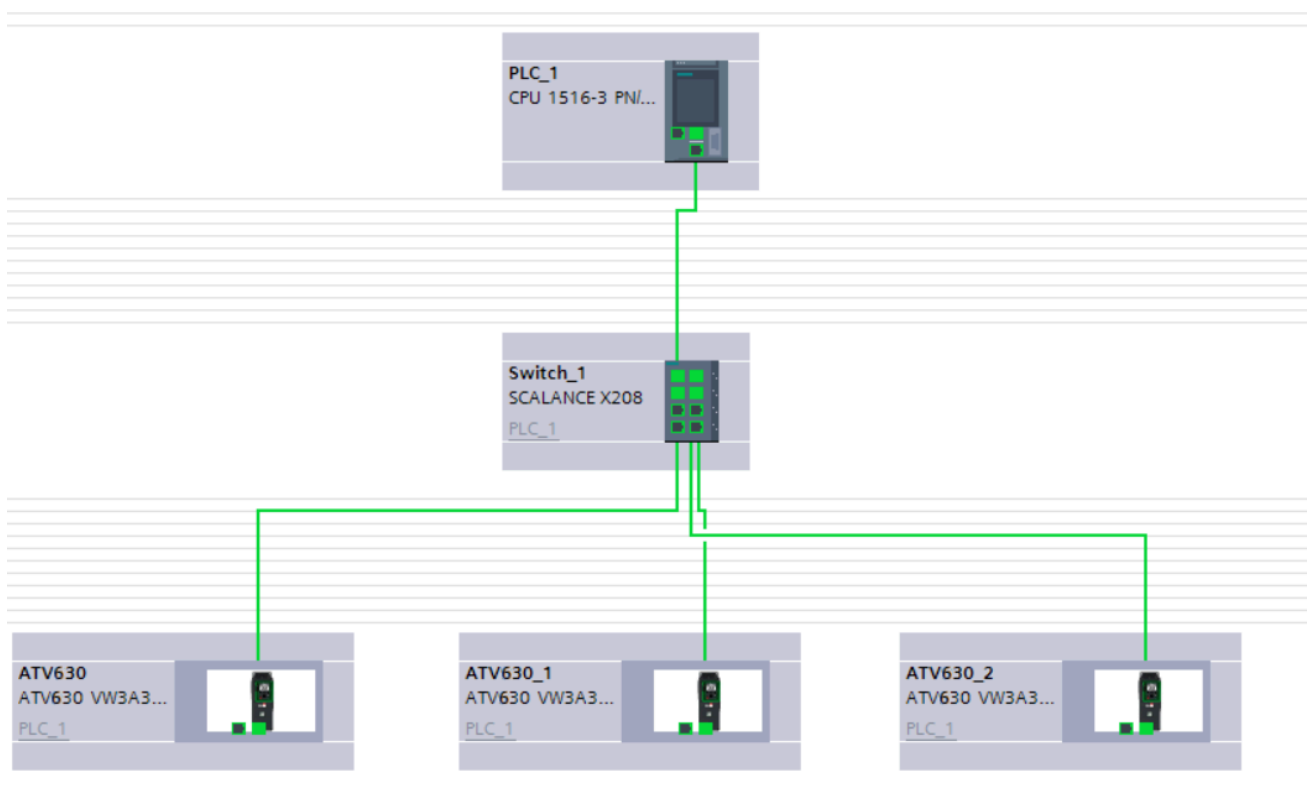 PLC_1
CPU 1516-3 PN/...
Switch_1
SCALANCE X208
PLC_1
ATV630
ATV630 VW3A3...
PLC_1
ATV630_1
ATV630 VW3A3...
PLC_1
ATV630_2
ATV630 VW3A3...
PLC_1